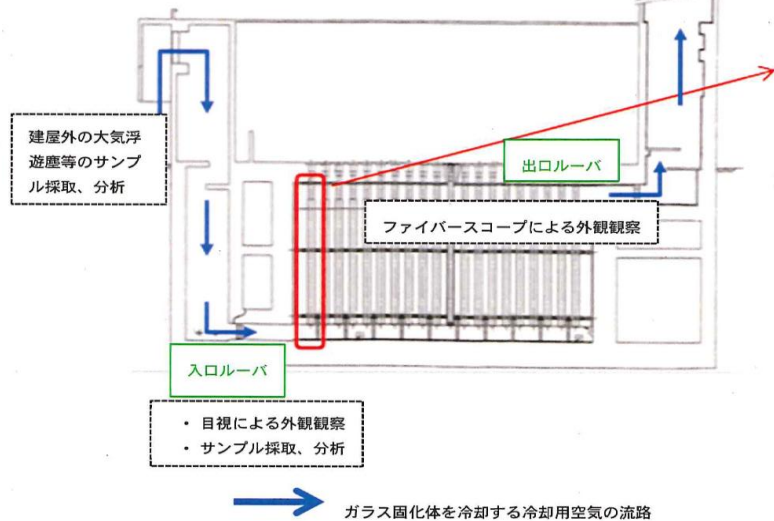 建屋外の大気浮
遊塵等のサンプ
ル採取、分析
出口ルーバ
ファイバースコープによる外観観察
入口ルーバ
・ 目視による外観観察
・ サンプル採取、分析
ガラス固化体を冷却する冷却用空気の流路